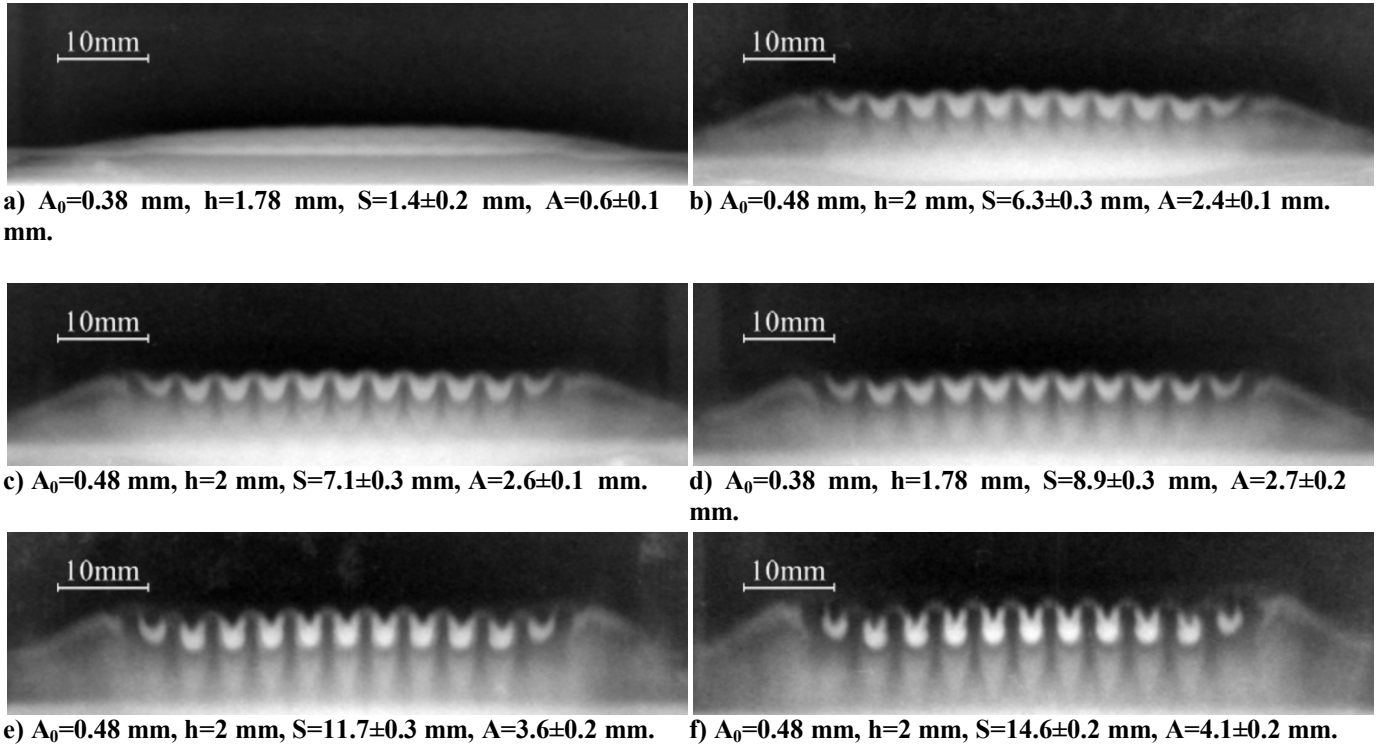 10mm
10mm
a) A₀=0.38 mm, h=1.78 mm, S=1.4±0.2 mm, A=0.6±0.1
mm.
b) A₀=0.48 mm, h=2 mm, S=6.3±0.3 mm, A=2.4±0.1 mm.
10mm
10mm
c) A₀=0.48 mm, h=2 mm, S=7.1±0.3 mm, A=2.6±0.1 mm.
d) A₀=0.38 mm, h=1.78 mm, S=8.9±0.3 mm, A=2.7±0.2
mm.
10mm
10mm
e) A₀=0.48 mm, h=2 mm, S=11.7±0.3 mm, A=3.6±0.2 mm.
f) A₀=0.48 mm, h=2 mm, S=14.6±0.2 mm, A=4.1±0.2 mm.